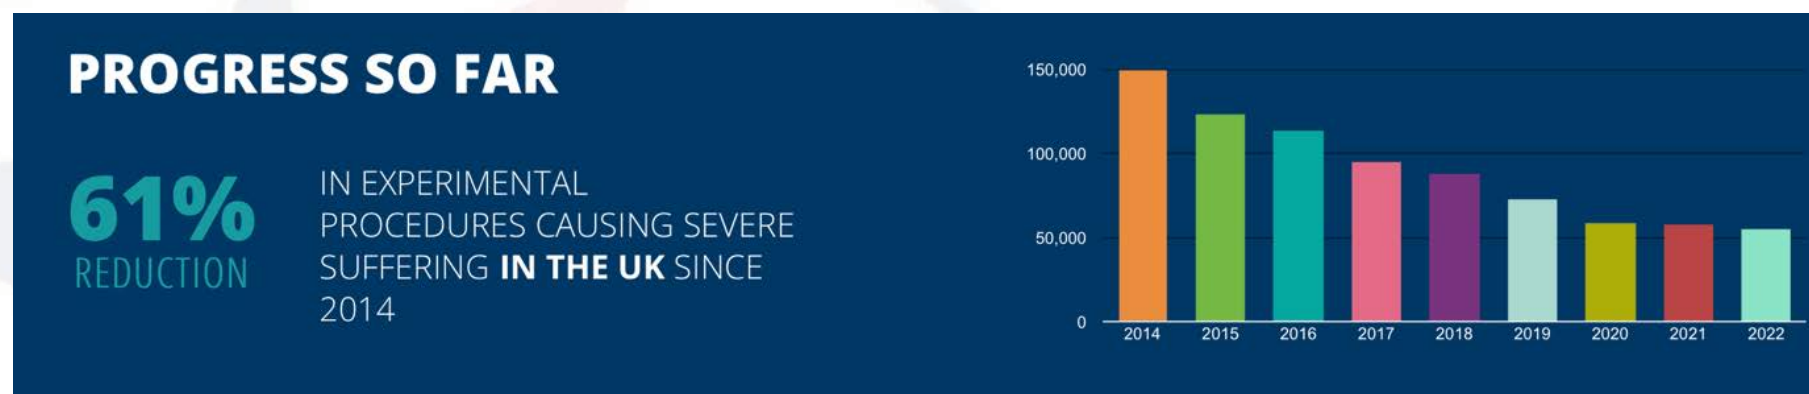 PROGRESS SO FAR
61%
REDUCTION
IN EXPERIMENTAL
PROCEDURES CAUSING SEVERE
SUFFERING IN THE UK SINCE
2014
150,000
100,000
50,000
0
2014 2015 2016 2017 2018 2019 2020 2021 2022